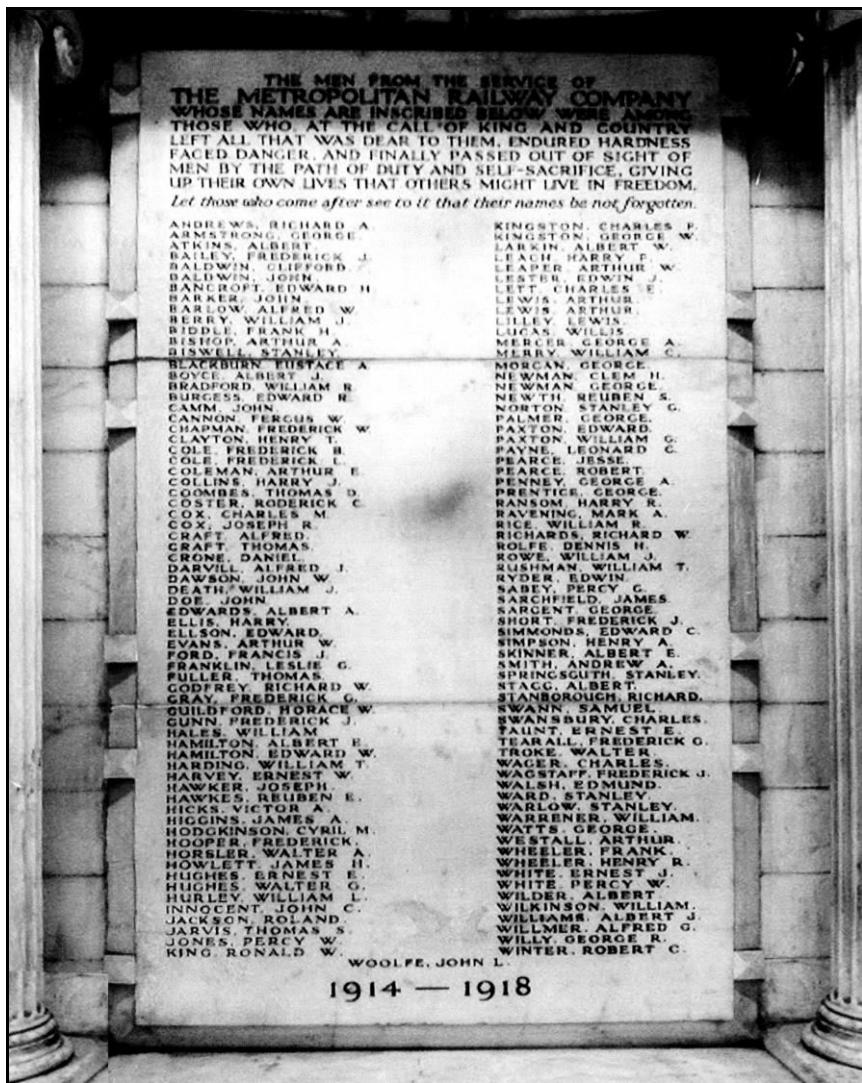 THE MEN FROM THE SERVICE OF
THE METROPOLITAN RAILWAY COMPANY
WHOSE NAMES ARE INSCRIBED BELOW WERE AMONG
THOSE WHO, AT THE CALL OF KING AND COUNTRY
LEFT ALL THAT WAS DEAR TO THEM, ENDURED HARDNESS
FACED DANGER, AND FINALLY PASSED OUT OF SIGHT OF
MEN BY THE PATH OF DUTY AND SELF-SACRIFICE, GIVING
UP THEIR OWN LIVES THAT OTHERS MIGHT LIVE IN FREEDOM.
Let those who come after see to it that their names be not forgotten.
ANDREWS, RICHARD A.
ARMSTRONG, GEORGE.
ATKINS, ALBERT.
BAILEY, FREDERICK J.
BALDWIN, CLIFFORD.
BALDWIN, JOHN.
BANCROFT, EDWARD H.
BARKER, JOHN.
BARLOW, ALFRED W.
BERRY, WILLIAM J.
BIDDLE, FRANK H.
BISHOP, ARTHUR A.
BISWELL, STANLEY.
BLACKBURN, EUSTACE A.
BOYCE, ALBERT J.
BRADFORD, WILLIAM R.
BURGESS, EDWARD R.
CAMM, JOHN.
CANNON, FERGUS W.
CHAPMAN, FREDERICK W.
CLAYTON, HENRY T.
COLE, FREDERICK B.
COLE, FREDERICK L.
COLEMAN, ARTHUR E.
COLLINS, HARRY J.
COOMBES, THOMAS D.
COSTER, RODERICK C.
COX, CHARLES M.
COX, JOSEPH R.
CRAFT, ALFRED.
CRAFT, THOMAS.
CRONE, DANIEL.
DARVILL, ALFRED J.
DAWSON, JOHN W.
DEATH, WILLIAM J.
DOE, JOHN.
EDWARDS, ALBERT A.
ELLIS, HARRY.
ELLSON, EDWARD.
EVANS, ARTHUR W.
FORD, FRANCIS J.
FRANKLIN, LESLIE G.
FULLER, THOMAS.
GODFREY, RICHARD W.
GRAY, FREDERICK G.
GUILDFORD, HORACE W.
GUNN, FREDERICK J.
HALES, WILLIAM
HAMILTON, ALBERT E.
HAMILTON, EDWARD W.
HARDING, WILLIAM T.
HARVEY, ERNEST W.
HAWKER, JOSEPH.
HAWKES, REUBEN E.
HICKS, VICTOR A.
HIGGINS, JAMES A.
HODGKINSON, CYRIL M.
HOOPER, FREDERICK.
HORSLER, WALTER A.
HOWLETT, JAMES H.
HUGHES, ERNEST E.
HUGHES, WALTER G.
HURLEY, WILLIAM L.
INNOCENT, JOHN C.
JACKSON, ROLAND.
JARVIS, THOMAS S.
JONES, PERCY W.
KING, RONALD W.
KINGSTON, CHARLES F.
KINGSTON, GEORGE W.
LARKIN, ALBERT W.
LEACH, HARRY F.
LEAPER, ARTHUR W.
LESTER, EDWIN J.
LETT, CHARLES E.
LEWIS, ARTHUR.
LEWIS, ARTHUR.
LILLEY, LEWIS.
LUCAS, WILLIS.
MERCER, GEORGE A.
MERRY, WILLIAM C.
MORGAN, GEORGE.
NEWMAN, CLEM H.
NEWMAN, GEORGE.
NEWTH, REUBEN S.
NORTON, STANLEY G.
PALMER, GEORGE.
PAXTON, EDWARD.
PAXTON, WILLIAM G.
PAYNE, LEONARD C.
PEARCE, JESSE.
PEARCE, ROBERT.
PENNEY, GEORGE A.
PRENTICE, GEORGE.
RANSOM, HARRY R.
RAVENING, MARK A.
RICE, WILLIAM R.
RICHARDS, RICHARD W.
ROLFE, DENNIS H.
ROWE, WILLIAM J.
RUSHMAN, WILLIAM T.
RYDER, EDWIN.
SABEY, PERCY G.
SARCHFIELD, JAMES.
SARGENT, GEORGE.
SHORT, FREDERICK J.
SIMMONDS, EDWARD C.
SIMPSON, HENRY A.
SKINNER, ALBERT E.
SMITH, ANDREW A.
SPRINGSGUTH, STANLEY.
STAGG, ALBERT.
STANBOROUGH, RICHARD.
SWANN, SAMUEL.
SWANSBURY, CHARLES.
TAUNT, ERNEST E.
TEARALL, FREDERICK G.
TROKE, WALTER.
WAGER, CHARLES.
WAGSTAFF, FREDERICK J.
WALSH, EDMUND.
WARD, STANLEY.
WARLOW, STANLEY.
WARRENER, WILLIAM.
WATTS, GEORGE.
WESTALL, ARTHUR.
WHEELER, FRANK.
WHEELER, HENRY R.
WHITE, ERNEST J.
WHITE, PERCY W.
WILDER, ALBERT
WILKINSON, WILLIAM.
WILLIAMS, ALBERT J.
WILLMER, ALFRED G.
WILLY, GEORGE R.
WINTER, ROBERT C.
WOOLFE, JOHN L.
1914 — 1918